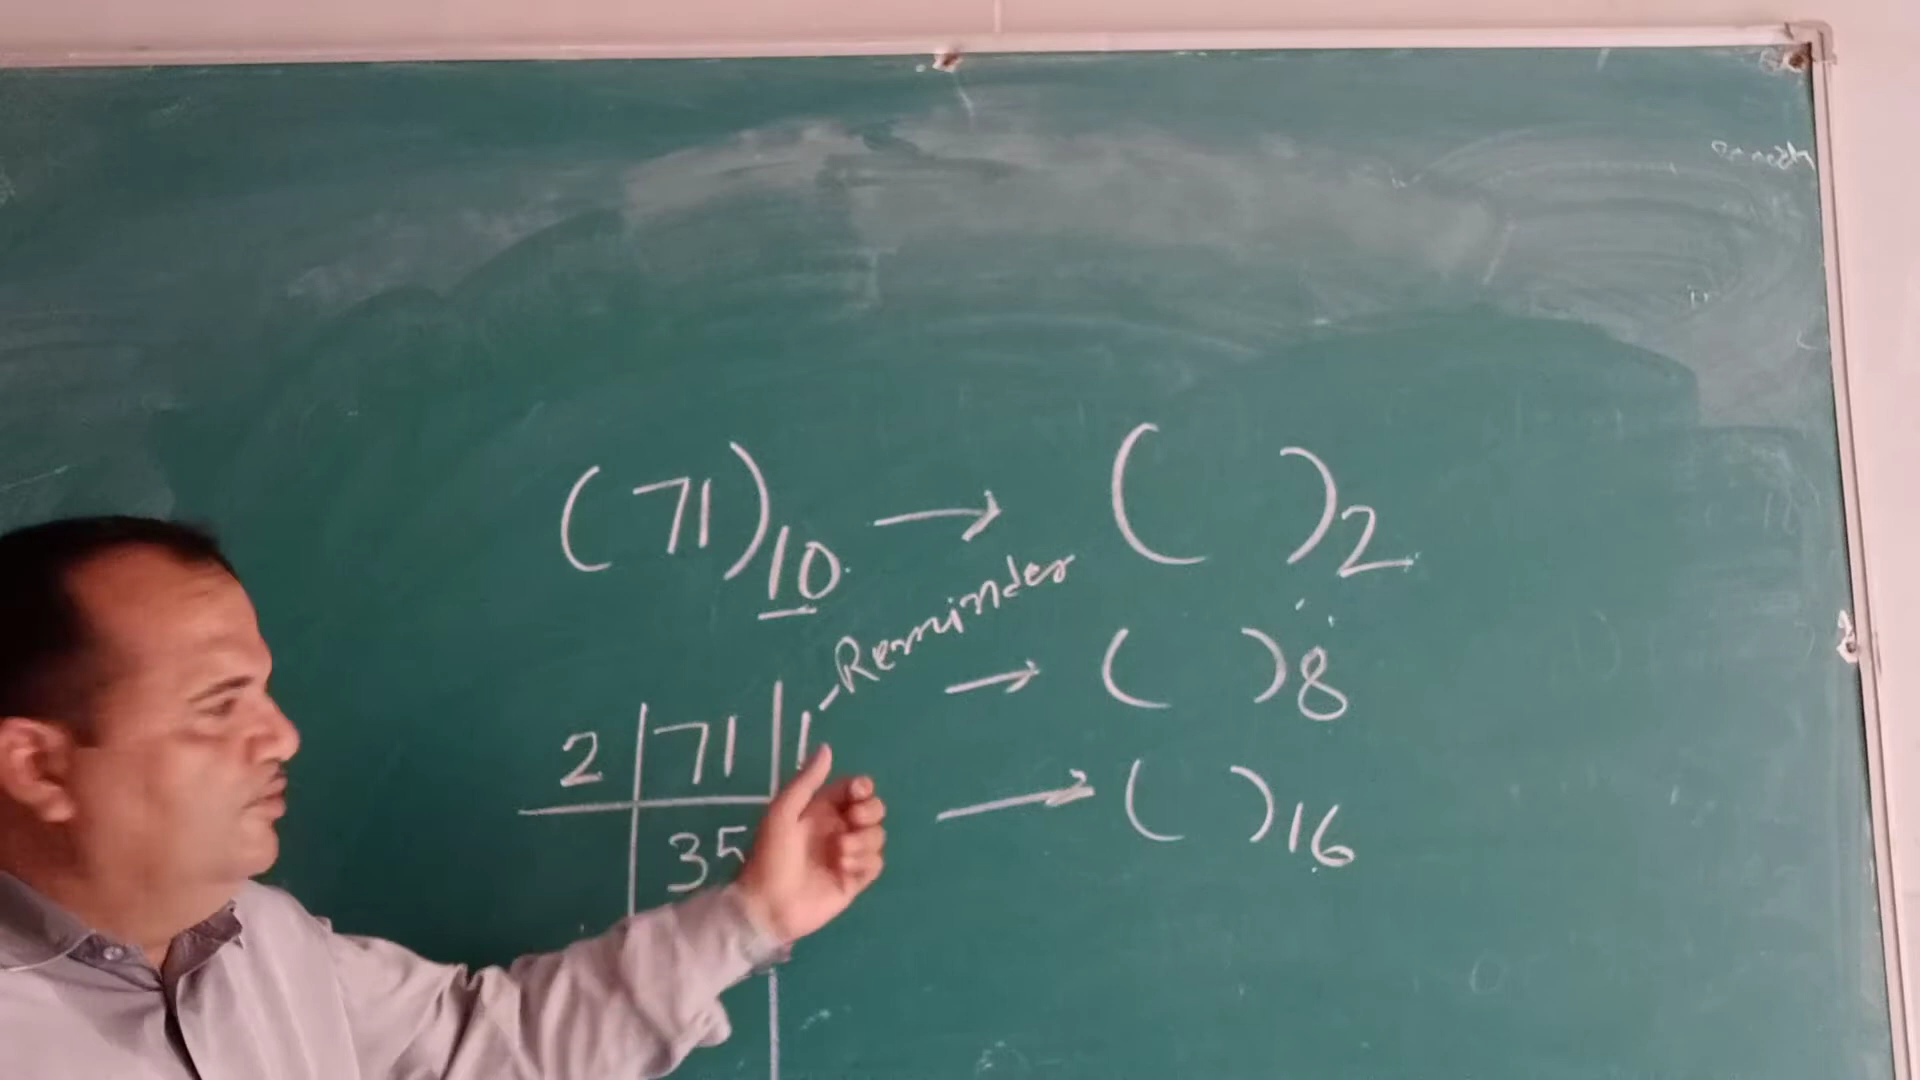 (71)10 → ( )2
Reminder
→ ( )8
2 | 71 | 1
→ ( )16
35